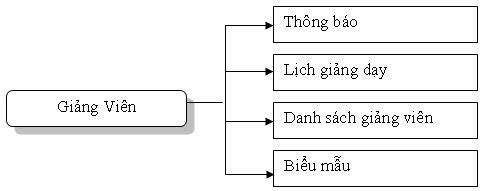 Thông báo
Lịch giảng dạy
Giảng Viên
Danh sách giảng viên
Biểu mẫu